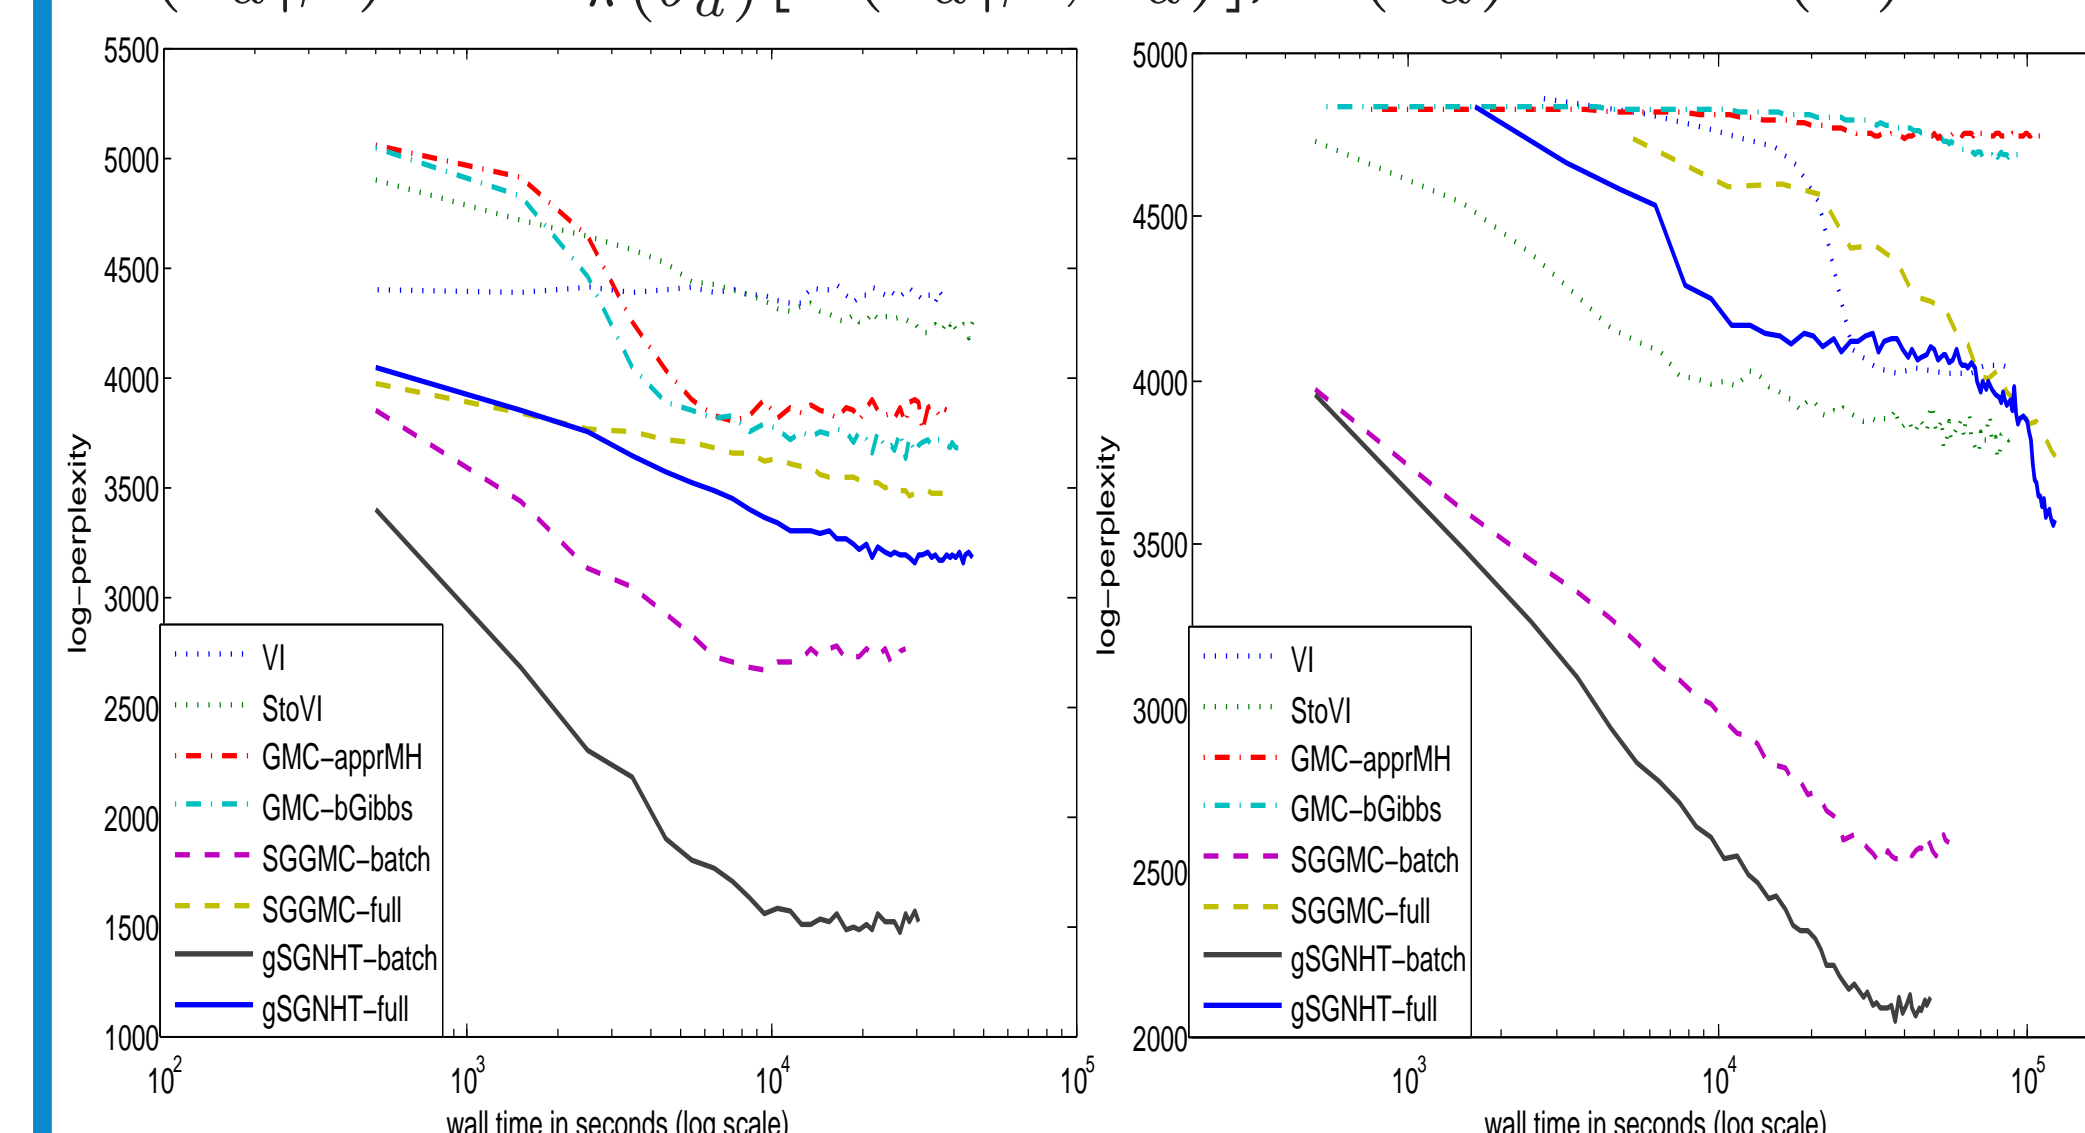 5500
5000
4500
4000
3500
3000
2500
2000
1500
1000
log−perplexity
VI
StoVI
GMC−apprMH
GMC−bGibbs
SGGMC−batch
SGGMC−full
gSGNHT−batch
gSGNHT−full
10^2 10^3 10^4 10^5
wall time in seconds (log scale)
5000
4500
4000
3500
3000
2500
2000
log−perplexity
VI
StoVI
GMC−apprMH
GMC−bGibbs
SGGMC−batch
SGGMC−full
gSGNHT−batch
gSGNHT−full
10^3 10^4 10^5
wall time in seconds (log scale)